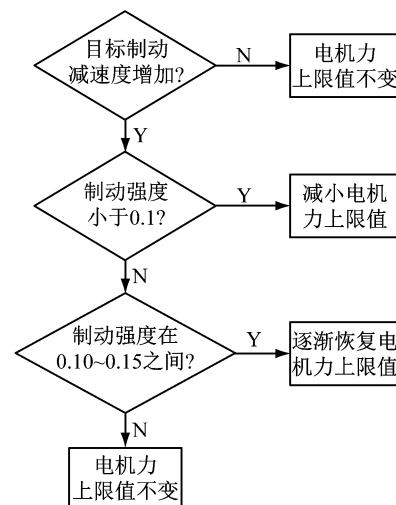 目标制动
减速度增加?
N
电机力
上限值不变
Y
制动强度
小于0.1?
Y
减小电机
力上限值
N
制动强度在
0.10~0.15之间?
Y
逐渐恢复电
机力上限值
N
电机力
上限值不变